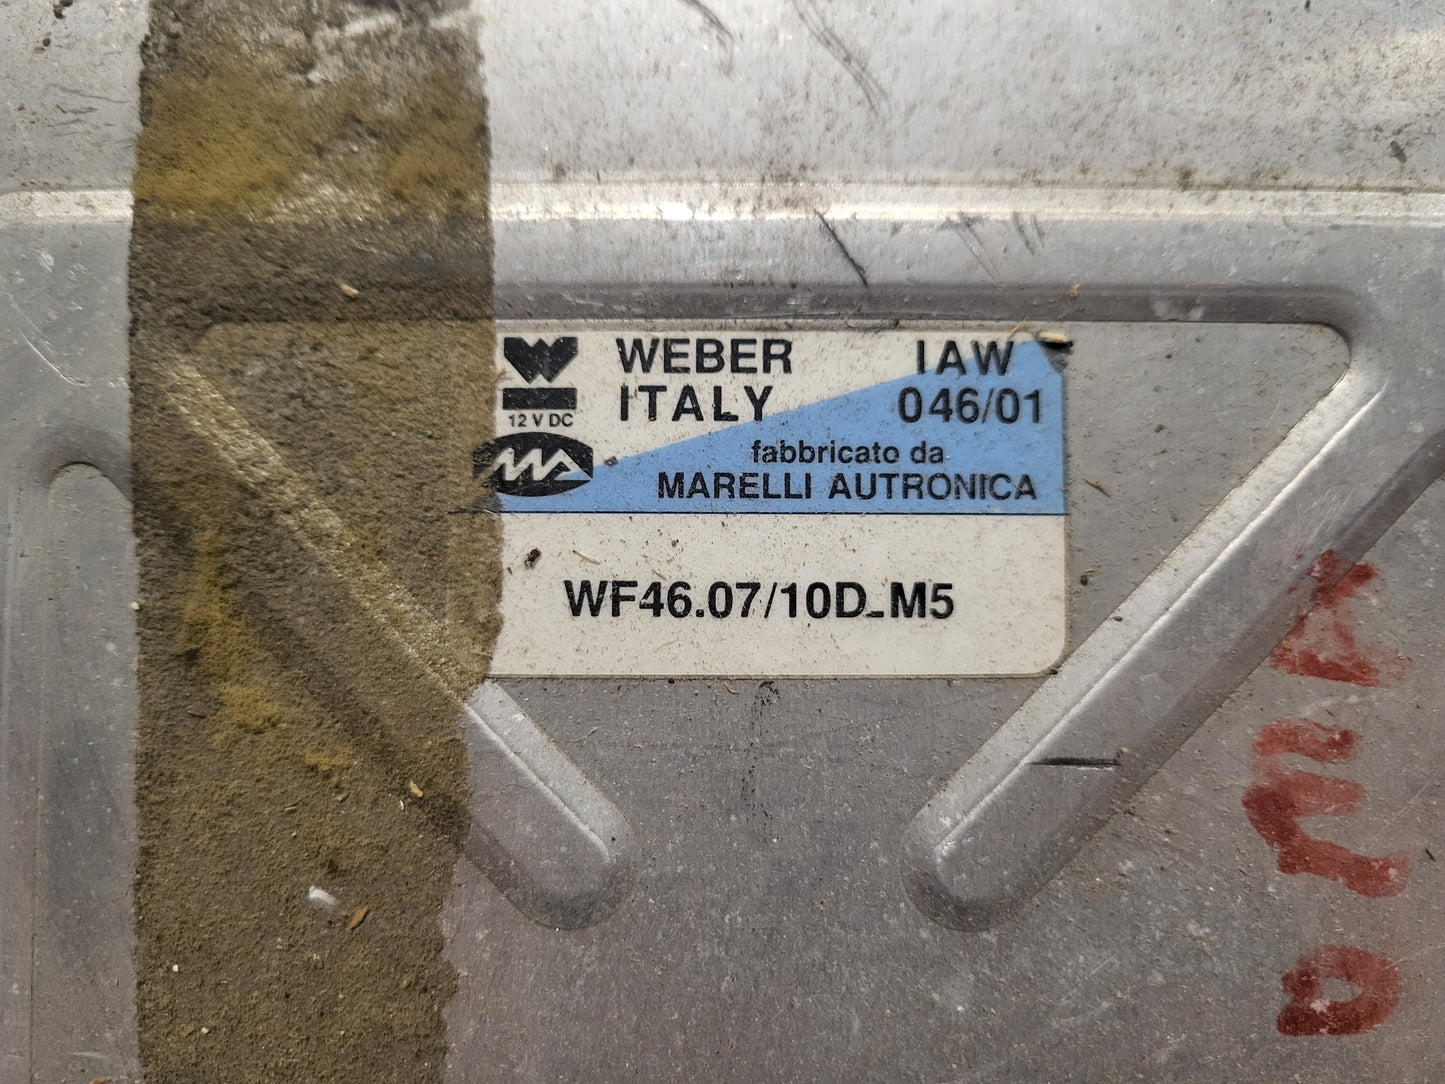 WEBER IAW
ITALY 046/01
12 V DC
fabbricato da
MARELLI AUTRONICA
WF46.07/10D_M5